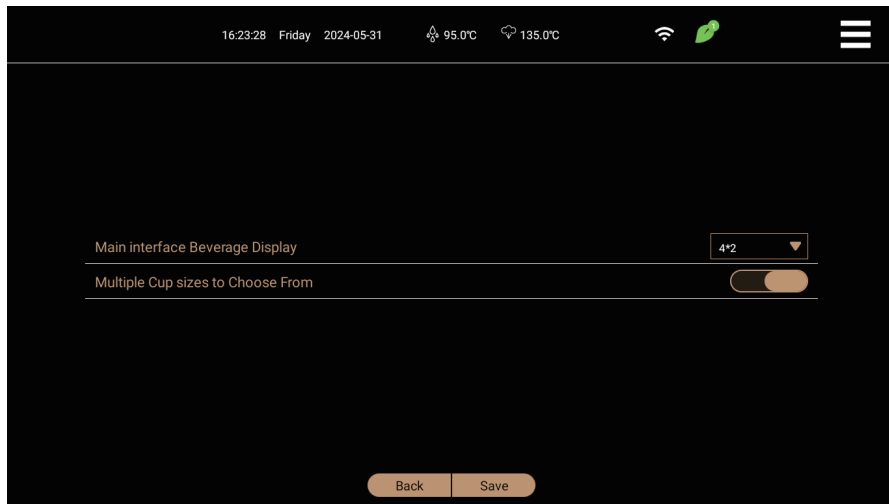 16:23:28 Friday 2024-05-31 95.0℃ 135.0℃ 1
Main interface Beverage Display 4*2
Multiple Cup sizes to Choose From
Back Save